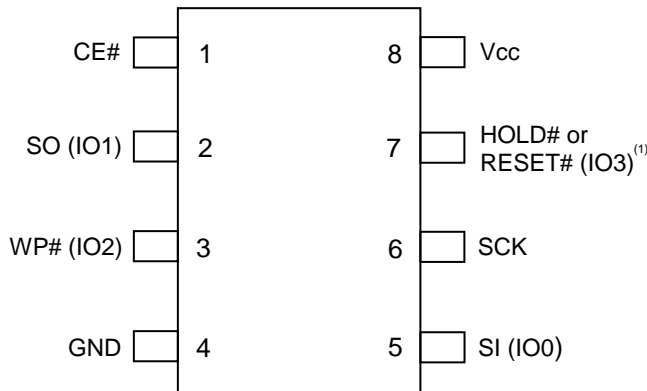 CE# 1 8 Vcc
SO (IO1) 2 7 HOLD# or
RESET# (IO3)(1)
WP# (IO2) 3 6 SCK
GND 4 5 SI (IO0)